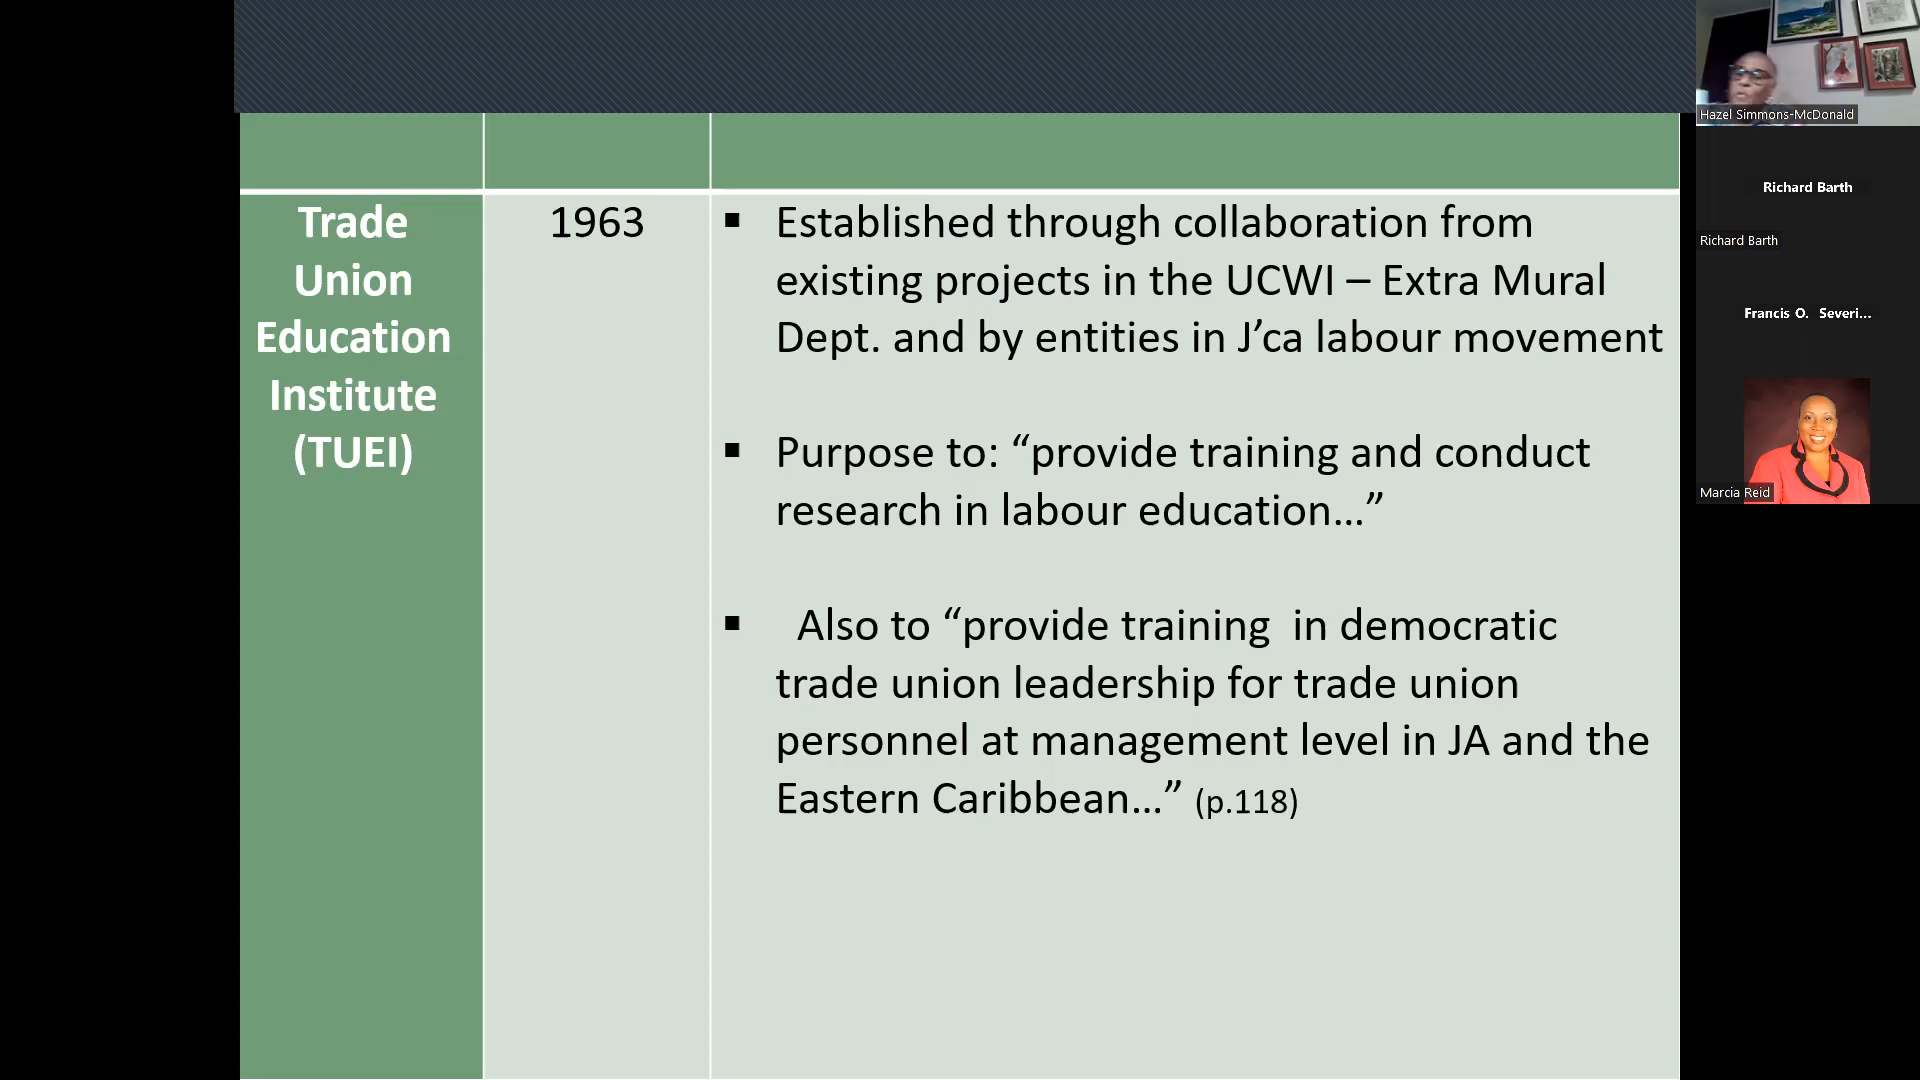 Trade
Union
Education
Institute
(TUEI)
1963
▪ Established through collaboration from
existing projects in the UCWI – Extra Mural
Dept. and by entities in J’ca labour movement
▪ Purpose to: “provide training and conduct
research in labour education…”
▪ Also to “provide training in democratic
trade union leadership for trade union
personnel at management level in JA and the
Eastern Caribbean…” (p.118)
Hazel Simmons-McDonald
Richard Barth
Richard Barth
Francis O. Severi...
Marcia Reid